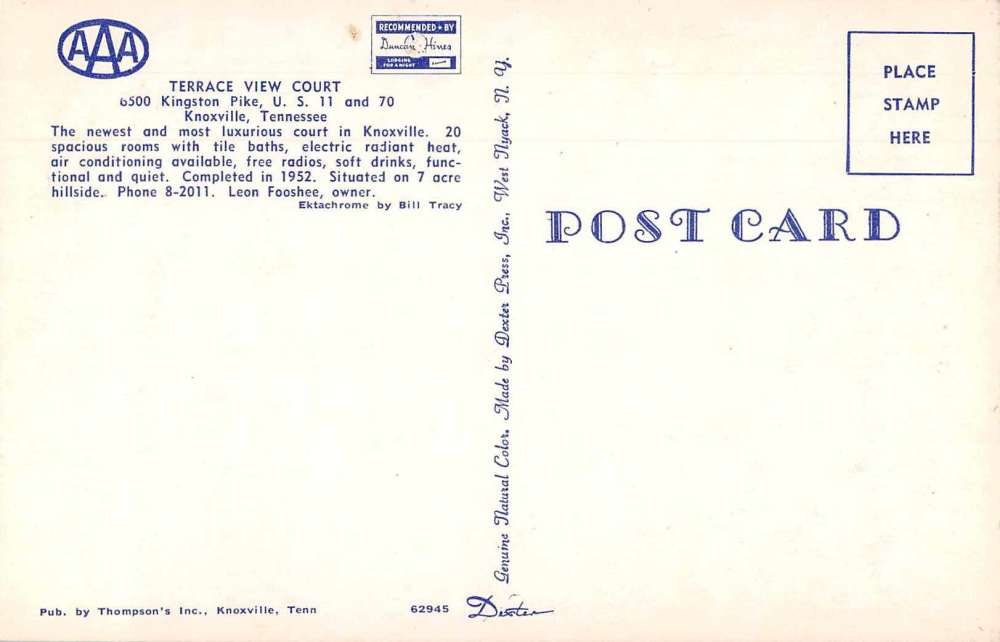 AAA
RECOMMENDED BY
Duncan Hines
LODGING
FOR A NIGHT
TERRACE VIEW COURT
6500 Kingston Pike, U. S. 11 and 70
Knoxville, Tennessee
The newest and most luxurious court in Knoxville. 20
spacious rooms with tile baths, electric radiant heat,
air conditioning available, free radios, soft drinks, func-
tional and quiet. Completed in 1952. Situated on 7 acre
hillside. Phone 8-2011. Leon Fooshee, owner.
Ektachrome by Bill Tracy
Pub. by Thompson's Inc., Knoxville, Tenn
62945
Dexter
Genuine Natural Color. Made by Dexter Press, Inc., West Nyack, N. Y.
PLACE
STAMP
HERE
POST CARD